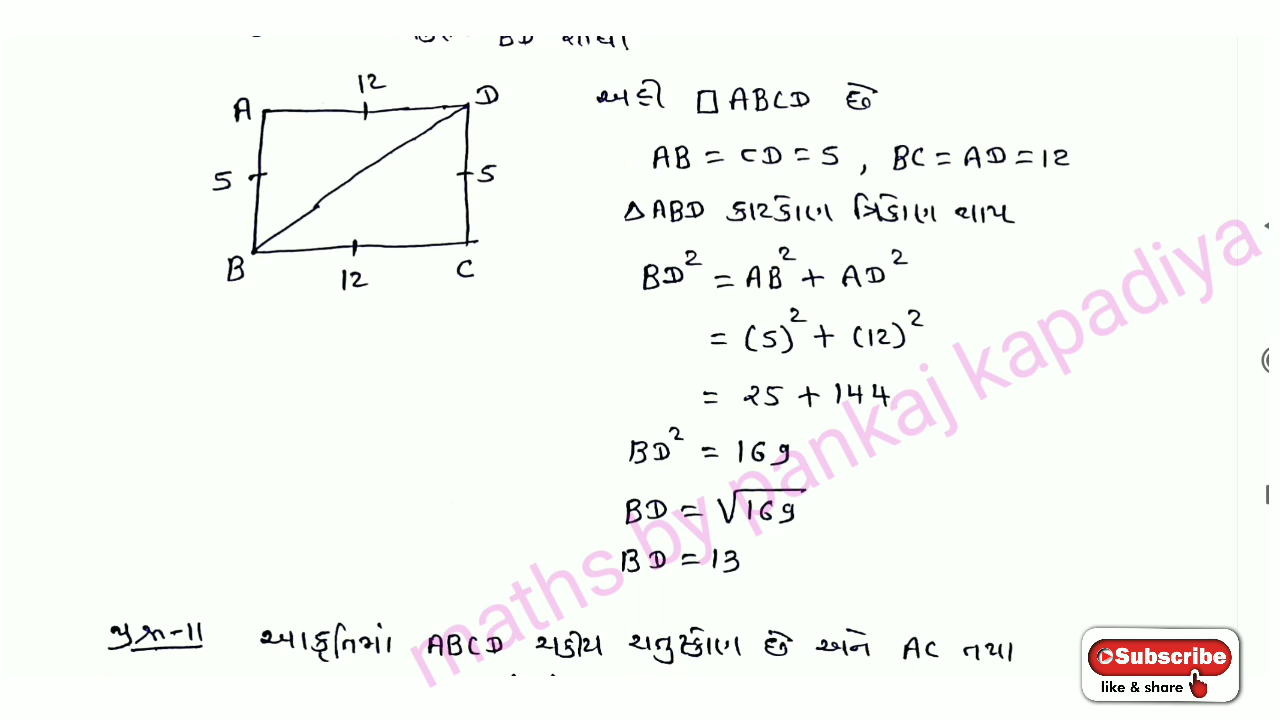 BD શોધો
12
A
D
5
5
B
12
C
અહી □ ABCD છે
AB = CD = 5 , BC = AD = 12
△ ABD કાટકોણ ત્રિકોણ થાય
BD² = AB² + AD²
= (5)² + (12)²
= 25 + 144
BD² = 169
BD = √169
BD = 13
પ્રશ્ન-11 આકૃતિમાં ABCD ચક્રીય ચતુષ્કોણ છે અને AC તથા
maths by pankaj kapadiya
Subscribe
like & share